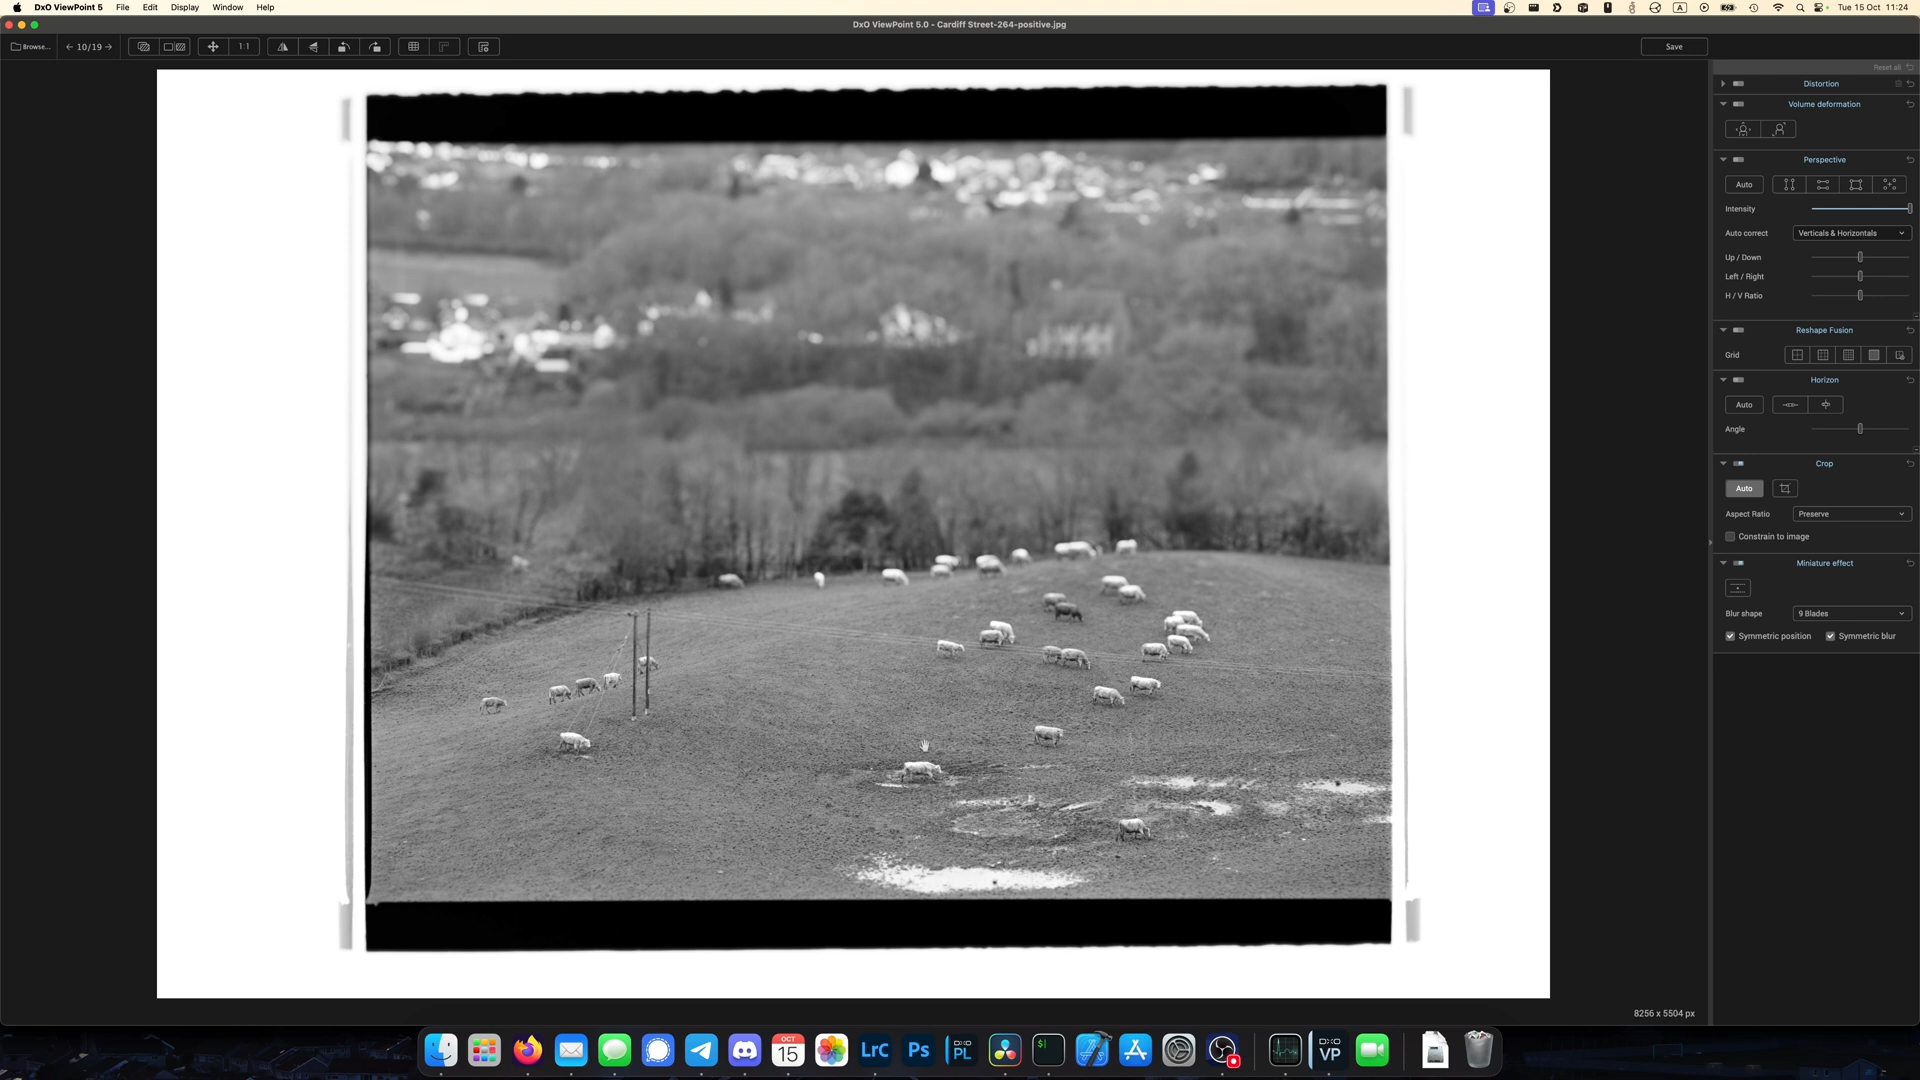 DxO ViewPoint 5 File Edit Display Window Help
A
Tue 15 Oct 11:24
DxO ViewPoint 5.0 - Cardiff Street-264-positive.jpg
Browse... 10/19 1:1 Save
Reset all
Distortion
Volume deformation
Perspective
Auto
Intensity
Auto correct Verticals & Horizontals
Up / Down
Left / Right
H / V Ratio
Reshape Fusion
Grid
Horizon
Auto
Angle
Crop
Auto
Aspect Ratio Preserve
Constrain to image
Miniature effect
Blur shape 9 Blades
Symmetric position Symmetric blur
8256 x 5504 px
OCT
15
LrC
Ps
DXO
PL
$
DXO
VP